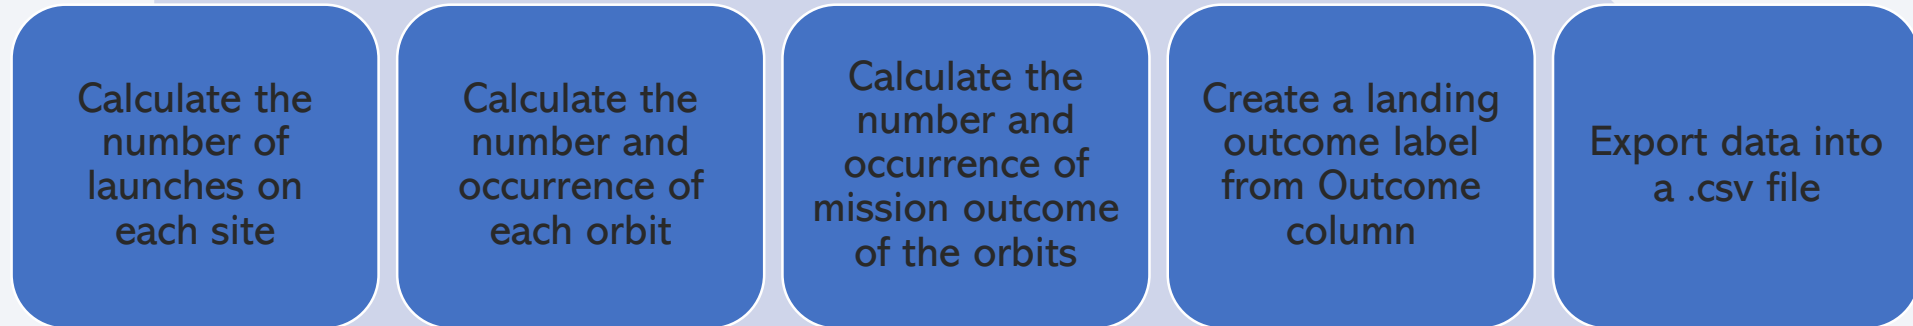 Calculate the
number of
launches on
each site
Calculate the
number and
occurrence of
each orbit
Calculate the
number and
occurrence of
mission outcome
of the orbits
Create a landing
outcome label
from Outcome
column
Export data into
a .csv file